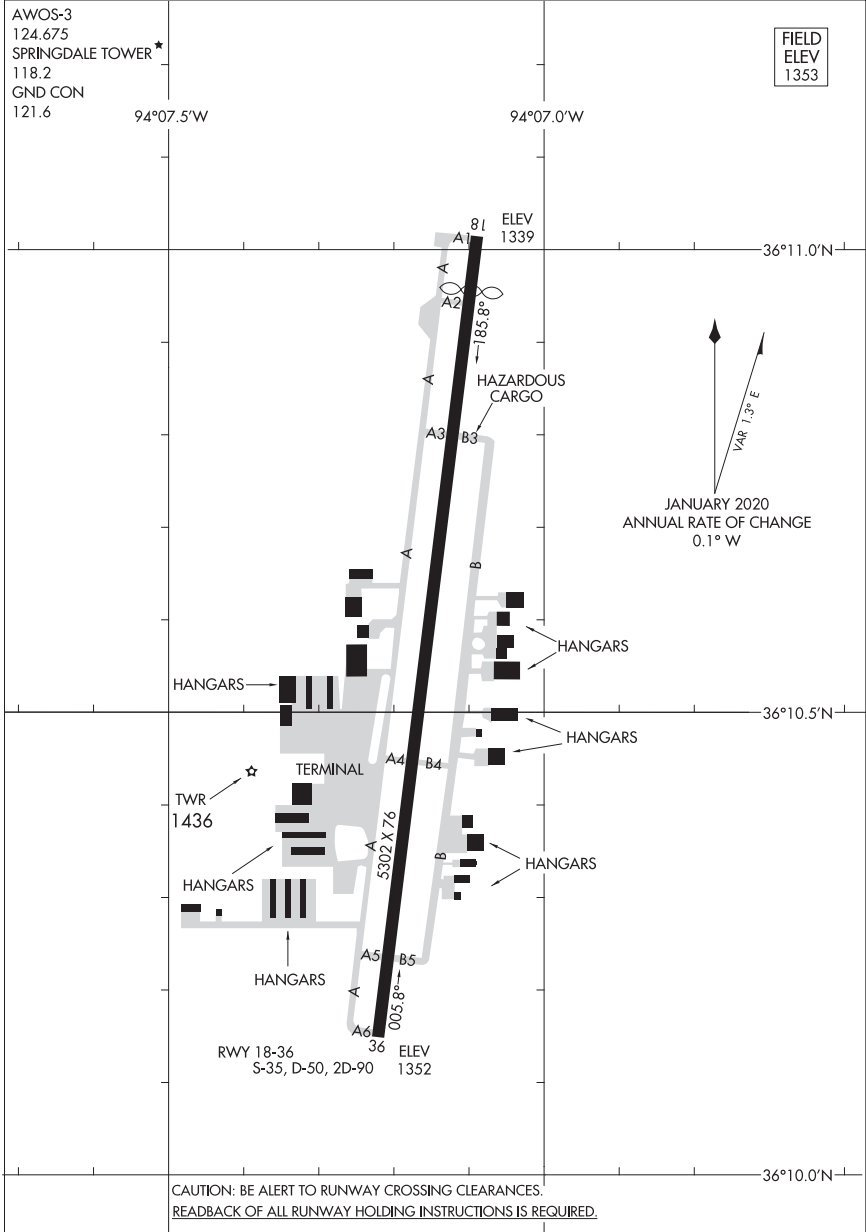 AWOS-3
124.675
SPRINGDALE TOWER
118.2
GND CON
121.6
FIELD
ELEV
1353
94°07.5'W
94°07.0'W
18
ELEV
1339
A1
36°11.0'N
A
A2
185.8°
A
HAZARDOUS
CARGO
A3
B3
VAR 1.3° E
JANUARY 2020
ANNUAL RATE OF CHANGE
0.1° W
A
B
HANGARS
HANGARS
36°10.5'N
HANGARS
A4
B4
TERMINAL
TWR
1436
5302 X 76
A
B
HANGARS
HANGARS
A5
B5
HANGARS
A
005.8°
A6
36
RWY 18-36
S-35, D-50, 2D-90
ELEV
1352
36°10.0'N
CAUTION: BE ALERT TO RUNWAY CROSSING CLEARANCES.
READBACK OF ALL RUNWAY HOLDING INSTRUCTIONS IS REQUIRED.